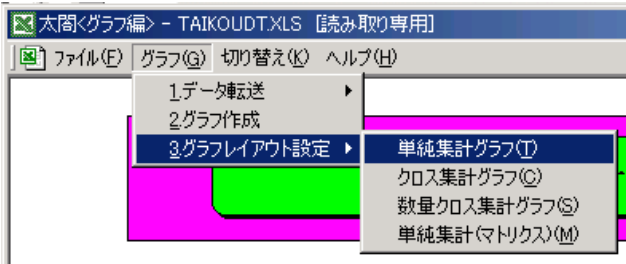 太閤<グラフ編> - TAIKOUDT.XLS [読み取り専用]
ファイル(F) グラフ(G) 切り替え(K) ヘルプ(H)
1.データ転送
2.グラフ作成
3.グラフレイアウト設定
単純集計グラフ(T)
クロス集計グラフ(C)
数量クロス集計グラフ(S)
単純集計(マトリクス)(M)